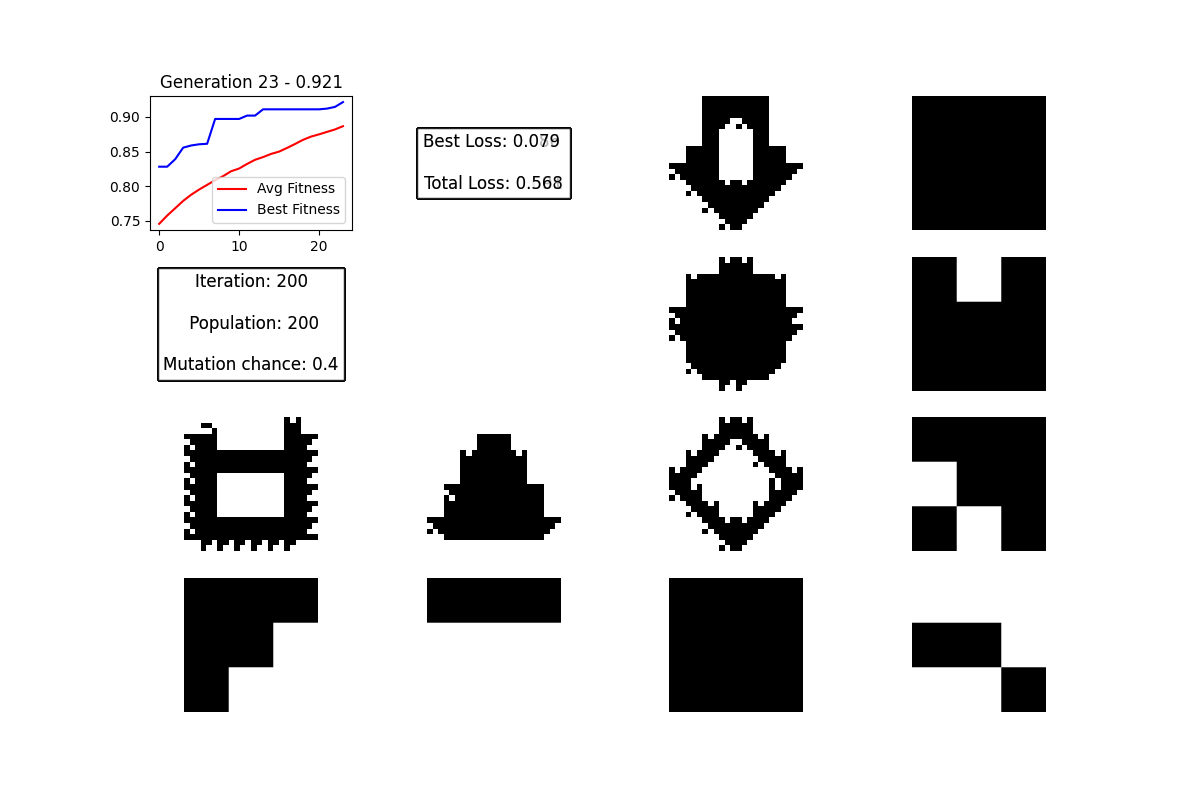 Generation 23 - 0.921
0.90
0.85
0.80
0.75
Avg Fitness
Best Fitness
0 10 20
Best Loss: 0.079
Total Loss: 0.568
Iteration: 200
Population: 200
Mutation chance: 0.4